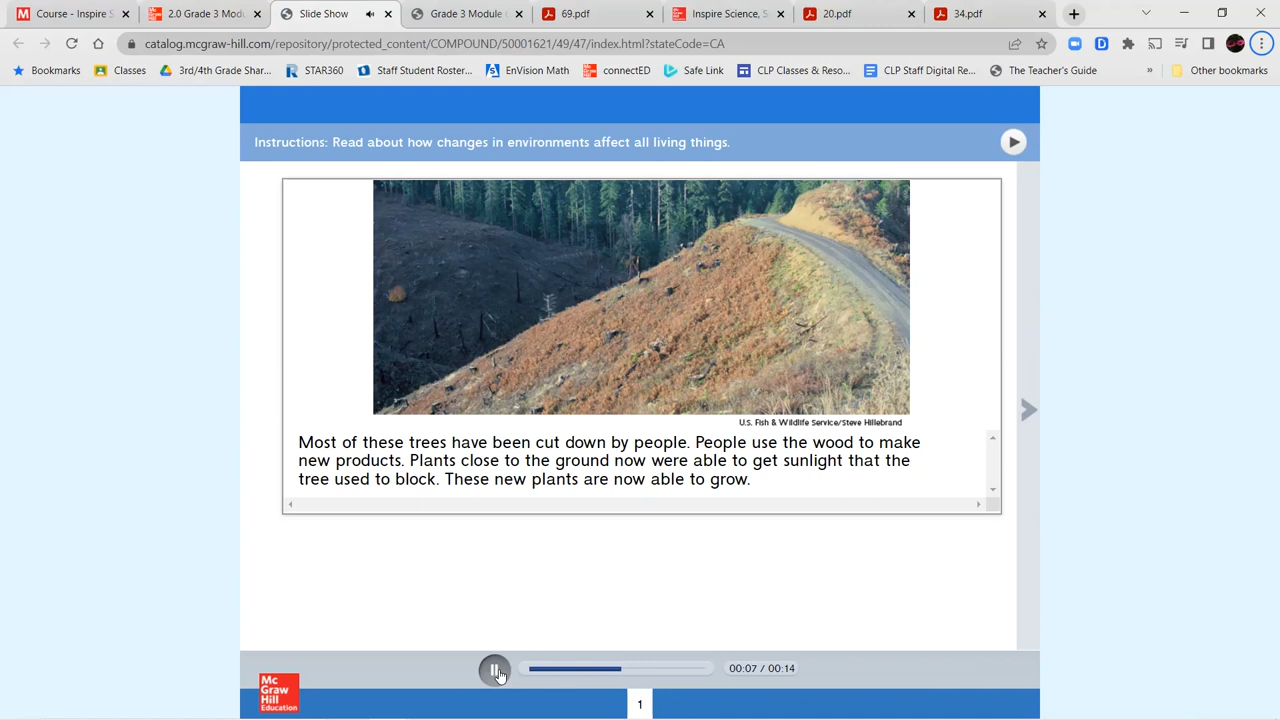 Course - Inspire S
2.0 Grade 3 Modu
Slide Show
Grade 3 Module
69.pdf
Inspire Science, 
20.pdf
34.pdf
catalog.mcgraw-hill.com/repository/protected_content/COMPOUND/50001131/49/47/index.html?stateCode=CA
Bookmarks
Classes
3rd/4th Grade Shar...
STAR360
Staff Student Roster...
EnVision Math
connectED
Safe Link
CLP Classes & Reso...
CLP Staff Digital Re...
The Teacher's Guide
»
Other bookmarks
Instructions: Read about how changes in environments affect all living things.
U.S. Fish & Wildlife Service/Steve Hillebrand
Most of these trees have been cut down by people. People use the wood to make
new products. Plants close to the ground now were able to get sunlight that the
tree used to block. These new plants are now able to grow.
00:07 / 00:14
Mc
Graw
Hill
Education
1